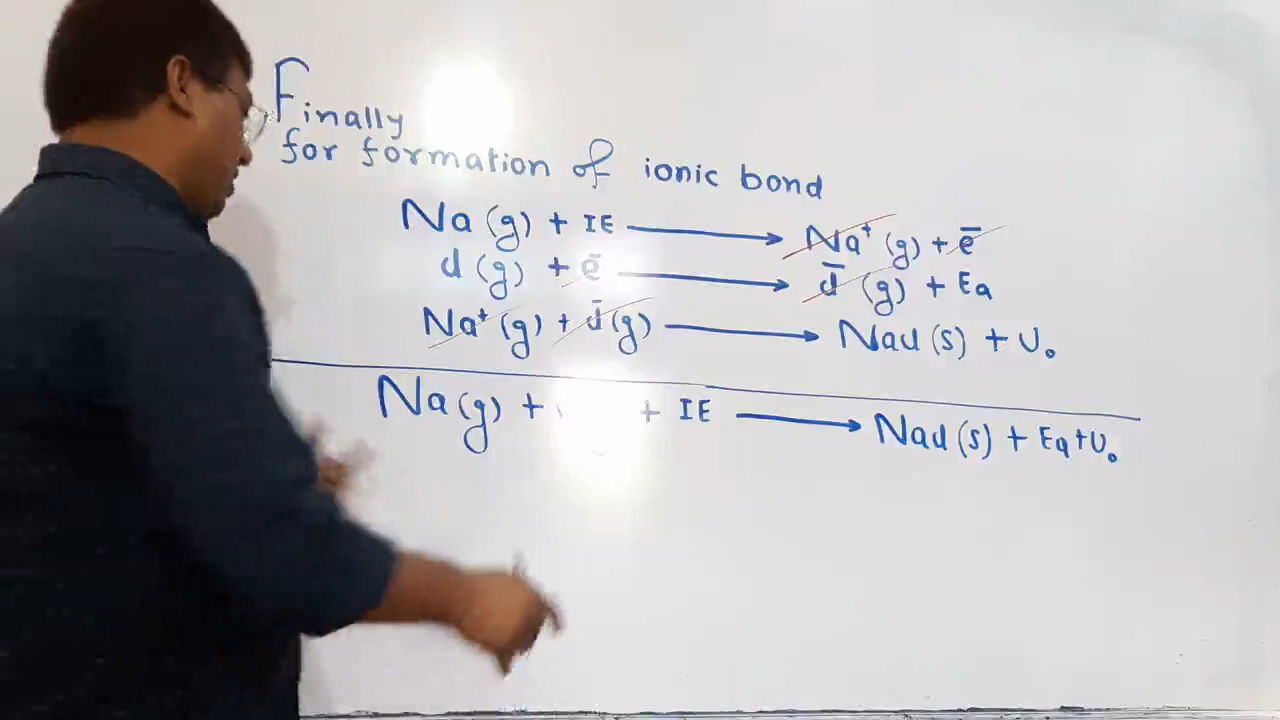 Finally
for formation of ionic bond
Na (g) + IE ⟶ Na⁺ (g) + e̅
Cl (g) + e̅ ⟶ Cl̅ (g) + Ea
Na⁺ (g) + Cl̅ (g) ⟶ NaCl (s) + U₀
Na (g) + + IE ⟶ NaCl (s) + Ea + U₀